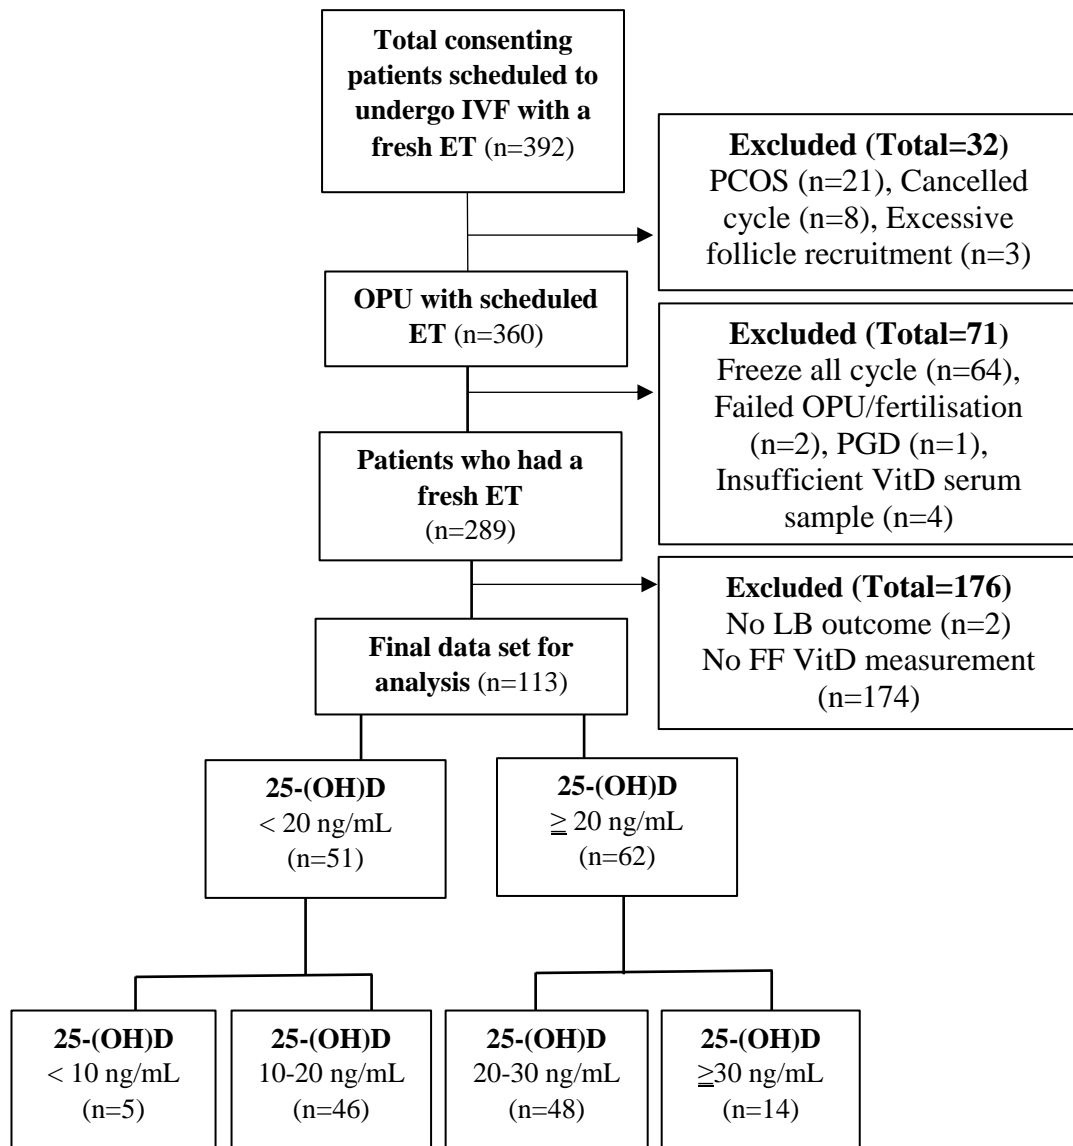 Total consenting
patients scheduled to
undergo IVF with a
fresh ET (n=392)
Excluded (Total=32)
PCOS (n=21), Cancelled
cycle (n=8), Excessive
follicle recruitment (n=3)
OPU with scheduled
ET (n=360)
Excluded (Total=71)
Freeze all cycle (n=64),
Failed OPU/fertilisation
(n=2), PGD (n=1),
Insufficient VitD serum
sample (n=4)
Patients who had a
fresh ET
(n=289)
Excluded (Total=176)
No LB outcome (n=2)
No FF VitD measurement
(n=174)
Final data set for
analysis (n=113)
25-(OH)D
< 20 ng/mL
(n=51)
25-(OH)D
≥ 20 ng/mL
(n=62)
25-(OH)D
< 10 ng/mL
(n=5)
25-(OH)D
10-20 ng/mL
(n=46)
25-(OH)D
20-30 ng/mL
(n=48)
25-(OH)D
≥30 ng/mL
(n=14)